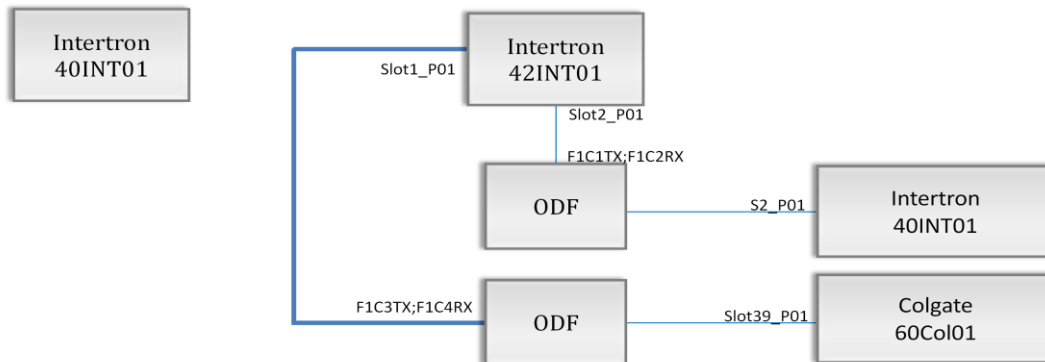 Intertron
40INT01
Intertron
42INT01
Slot1_P01
Slot2_P01
F1C1TX;F1C2RX
ODF
S2_P01
Intertron
40INT01
F1C3TX;F1C4RX
ODF
Slot39_P01
Colgate
60Col01